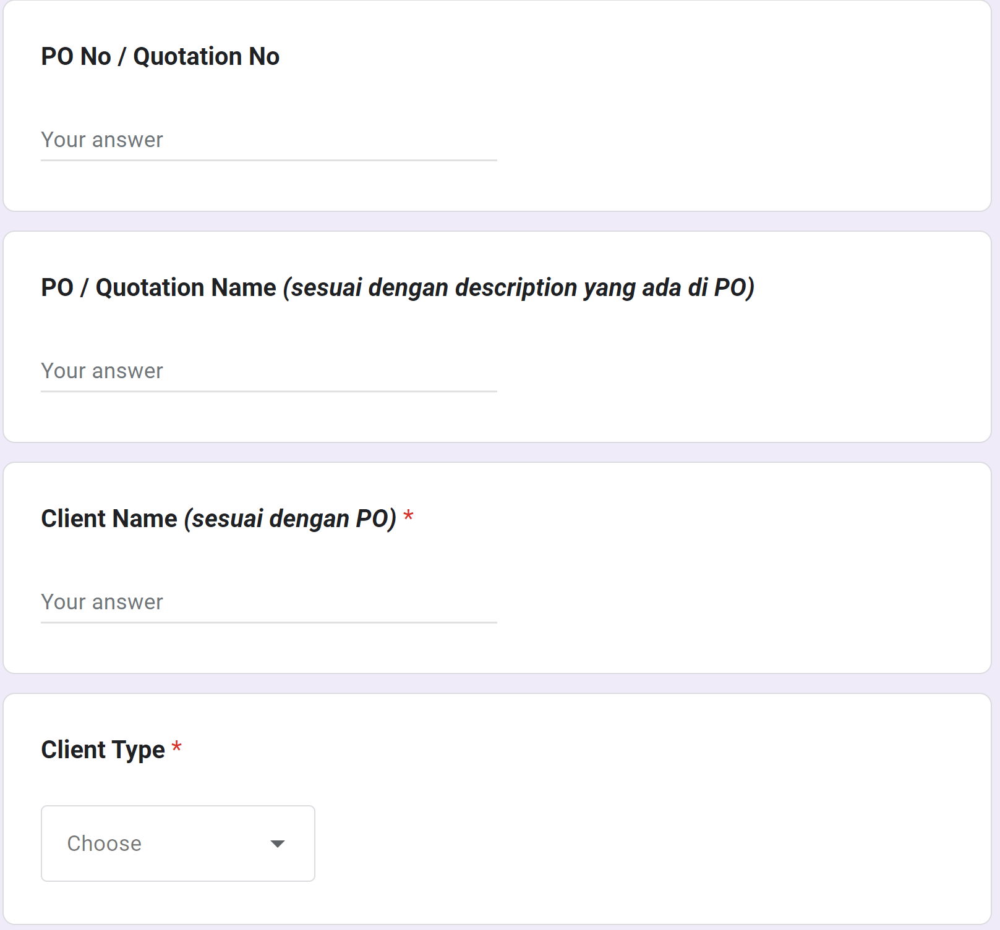 PO No / Quotation No
Your answer
PO / Quotation Name (sesuai dengan description yang ada di PO)
Your answer
Client Name (sesuai dengan PO) *
Your answer
Client Type *
Choose